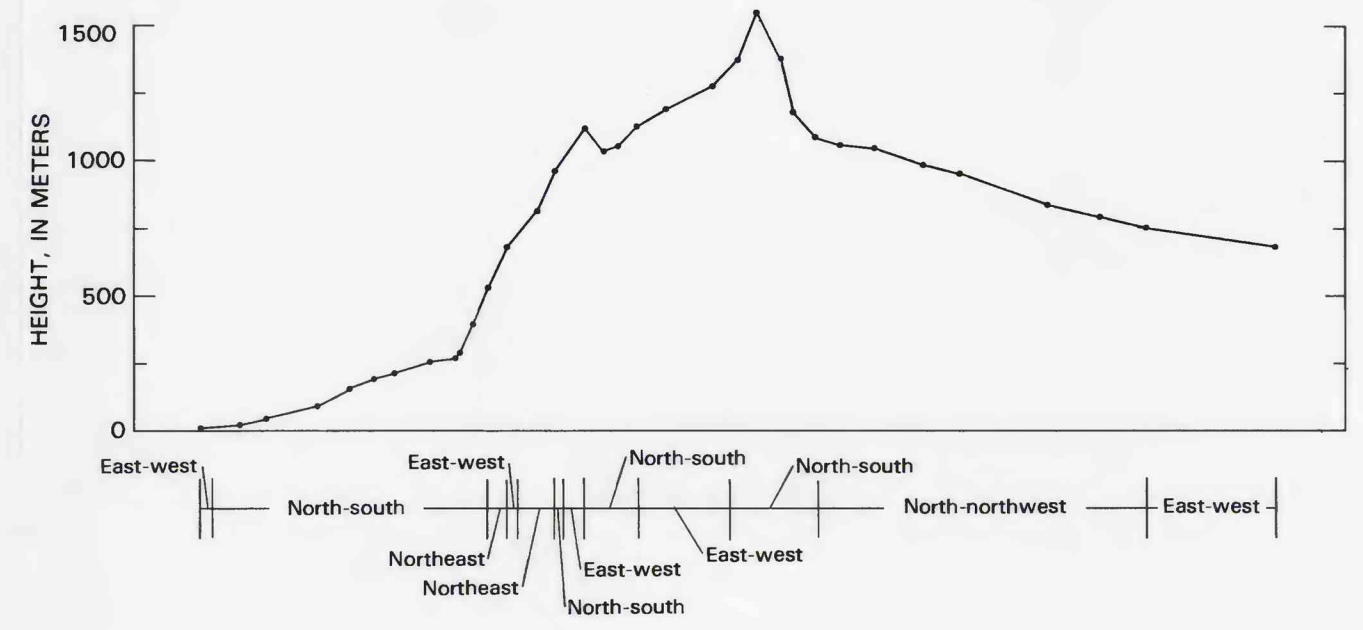 HEIGHT, IN METERS
1500
1000
500
0
East-west
East-west
North-south
North-south
North-south
North-northwest
East-west
Northeast
East-west
Northeast
East-west
North-south